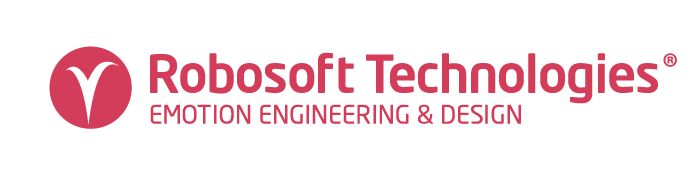 Robosoft Technologies®
EMOTION ENGINEERING & DESIGN